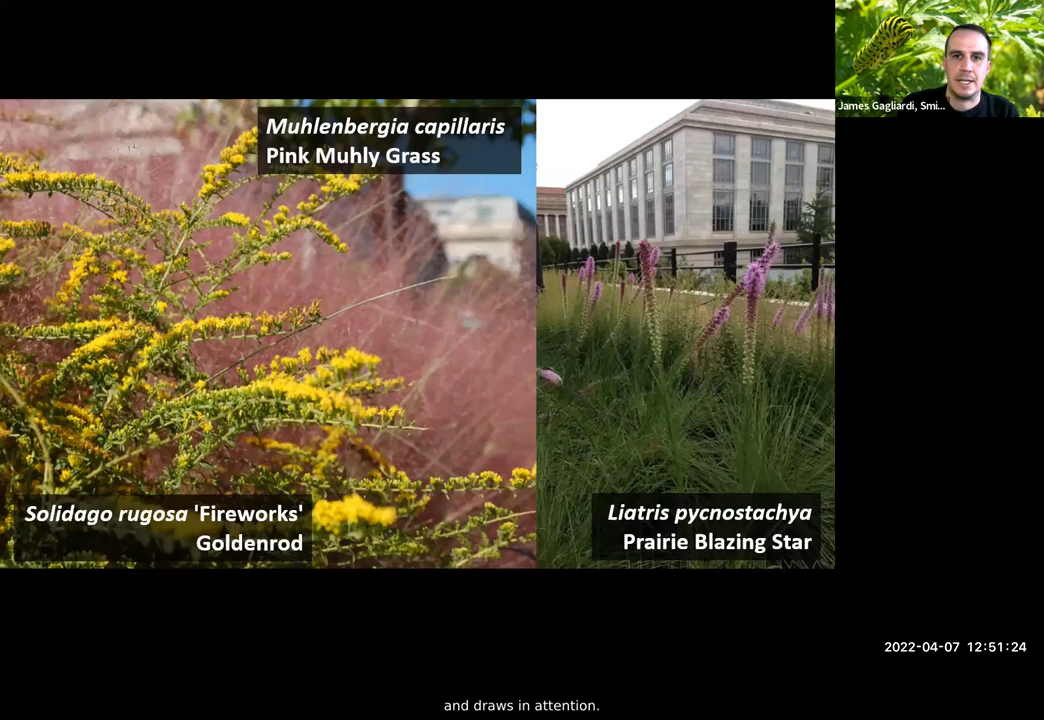 James Gagliardi, Smi...
Muhlenbergia capillaris
Pink Muhly Grass
Solidago rugosa 'Fireworks'
Goldenrod
Liatris pycnostachya
Prairie Blazing Star
2022-04-07 12:51:24
and draws in attention.